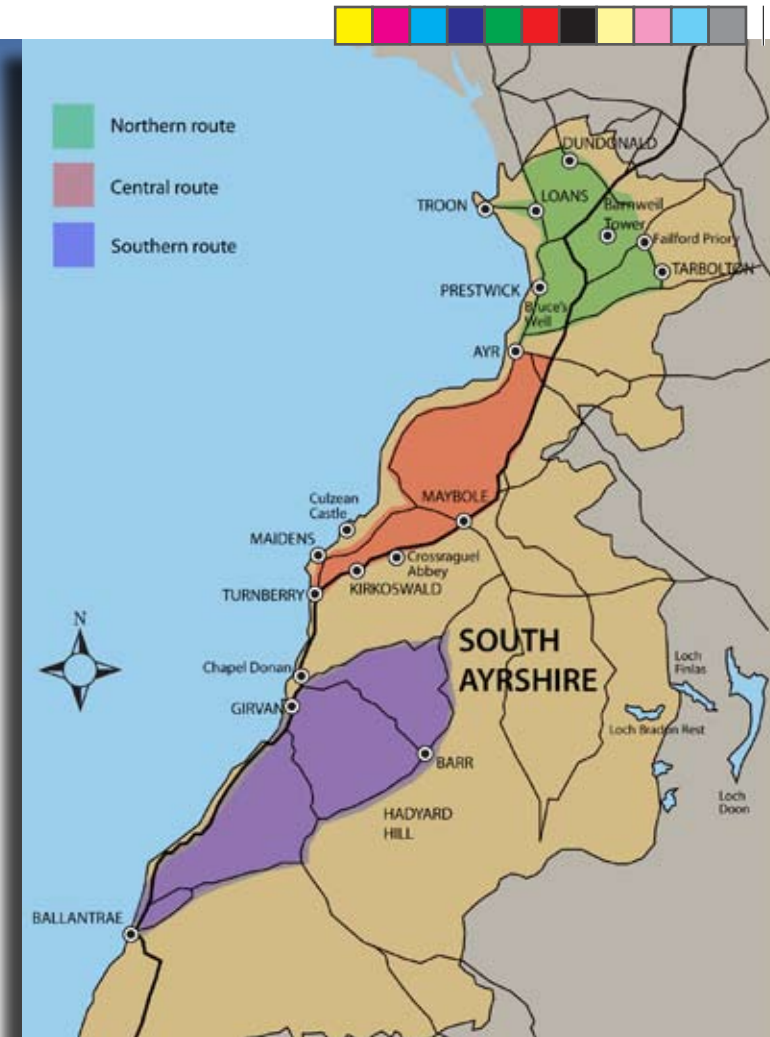 Northern route
Central route
Southern route
DUNDONALD
TROON
LOANS
Barnweil
Tower
Failford Priory
TARBOLTON
PRESTWICK
Bruce's
Well
AYR
Culzean
Castle
MAYBOLE
MAIDENS
Crossraguel
Abbey
KIRKOSWALD
TURNBERRY
N
SOUTH
AYRSHIRE
Chapel Donan
Loch
Finlas
GIRVAN
Loch Bradon Rest
BARR
Loch
Doon
HADYARD
HILL
BALLANTRAE